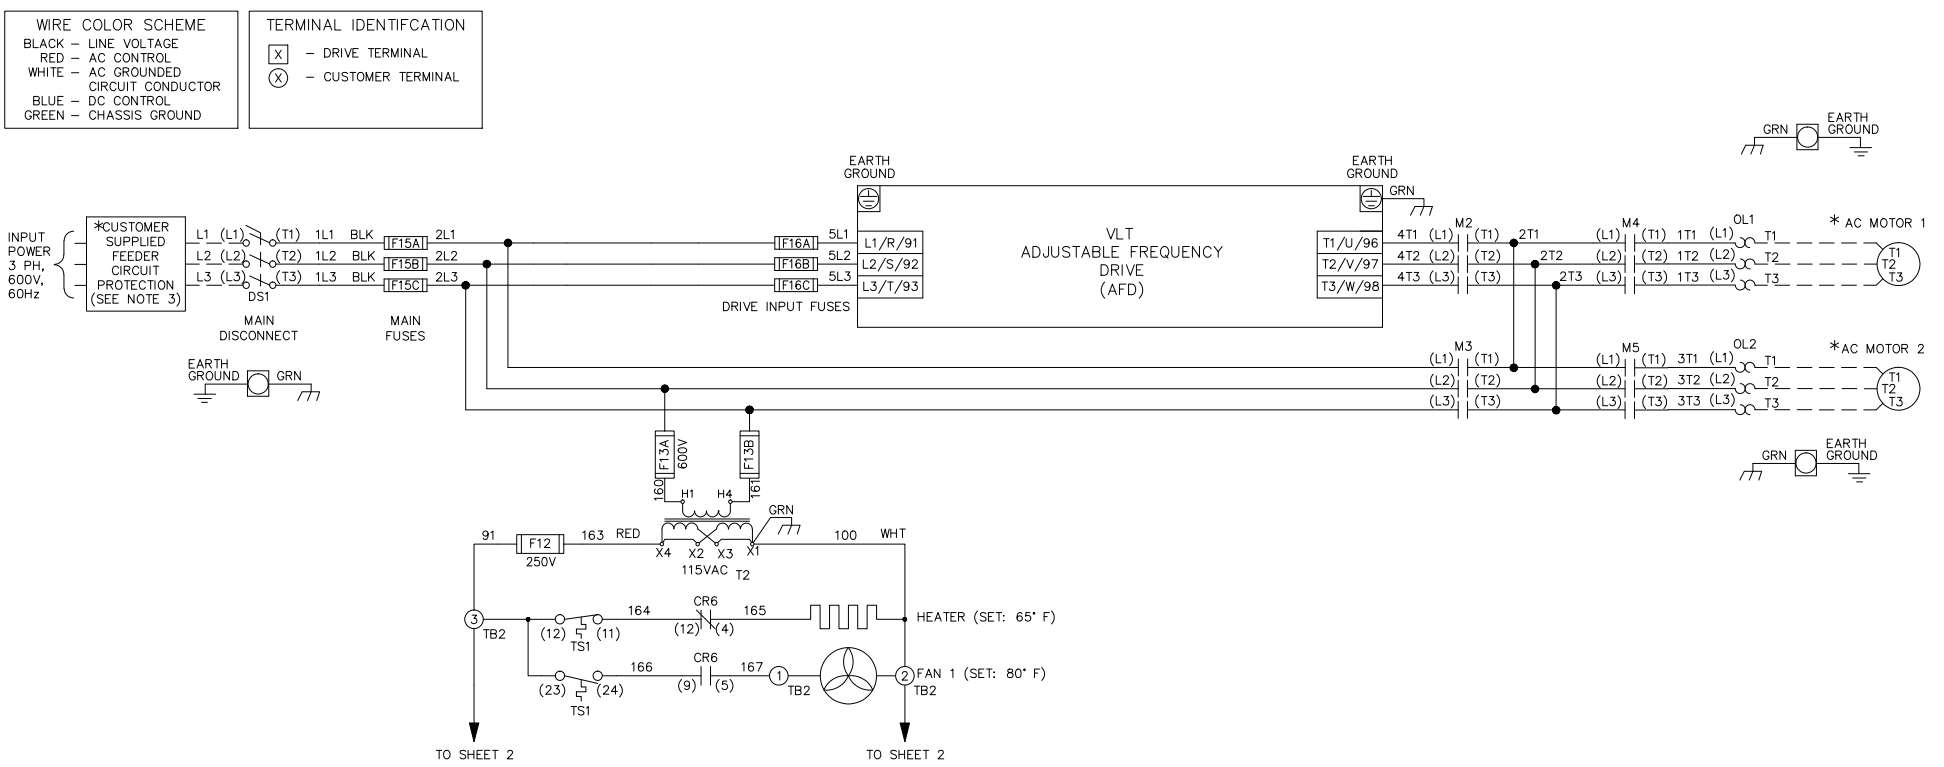 WIRE COLOR SCHEME
BLACK – LINE VOLTAGE
RED – AC CONTROL
WHITE – AC GROUNDED
CIRCUIT CONDUCTOR
BLUE – DC CONTROL
GREEN – CHASSIS GROUND
TERMINAL IDENTIFCATION
X – DRIVE TERMINAL
X – CUSTOMER TERMINAL
GRN
EARTH
GROUND
EARTH
GROUND
EARTH
GROUND
GRN
INPUT
POWER
3 PH,
600V,
60Hz
*CUSTOMER
SUPPLIED
FEEDER
CIRCUIT
PROTECTION
(SEE NOTE 3)
L1 (L1) (T1) 1L1 BLK F15A 2L1
L2 (L2) (T2) 1L2 BLK F15B 2L2
L3 (L3) (T3) 1L3 BLK F15C 2L3
DS1
MAIN
DISCONNECT
MAIN
FUSES
F16A 5L1 L1/R/91
F16B 5L2 L2/S/92
F16C 5L3 L3/T/93
DRIVE INPUT FUSES
VLT
ADJUSTABLE FREQUENCY
DRIVE
(AFD)
M2 M4 OL1 * AC MOTOR 1
T1/U/96 4T1 (L1) (T1) 2T1 (L1) (T1) 1T1 (L1) T1
T2/V/97 4T2 (L2) (T2) 2T2 (L2) (T2) 1T2 (L2) T2
T3/W/98 4T3 (L3) (T3) 2T3 (L3) (T3) 1T3 (L3) T3
T1
T2
T3
EARTH
GROUND GRN
M3 M5 OL2 *AC MOTOR 2
(L1) (T1) (L1) (T1) 3T1 (L1) T1
(L2) (T2) (L2) (T2) 3T2 (L2) T2
(L3) (T3) (L3) (T3) 3T3 (L3) T3
T1
T2
T3
GRN
EARTH
GROUND
F13A
600V
F13B
160
161
H1 H4
GRN
91 F12 163 RED
250V
X4 X2 X3 X1
100 WHT
115VAC T2
3
TB2
(12) (11)
TS1
164
CR6
(12) (4)
165
HEATER (SET: 65° F)
(23) (24)
TS1
166
CR6
(9) (5)
167
1
TB2
2
TB2
FAN 1 (SET: 80° F)
TO SHEET 2
TO SHEET 2